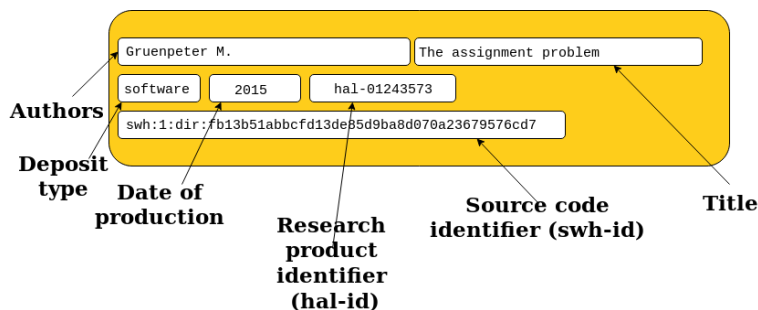 Gruenpeter M.
The assignment problem
software
2015
hal-01243573
swh:1:dir:fb13b51abbcfd13de85d9ba8d070a23679576cd7
Authors
Deposit
type
Date of
production
Research
product
identifier
(hal-id)
Source code
identifier (swh-id)
Title